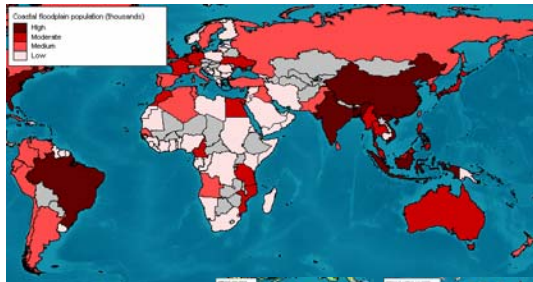 Coastal floodplain population (thousands)
High
Moderate
Medium
Low